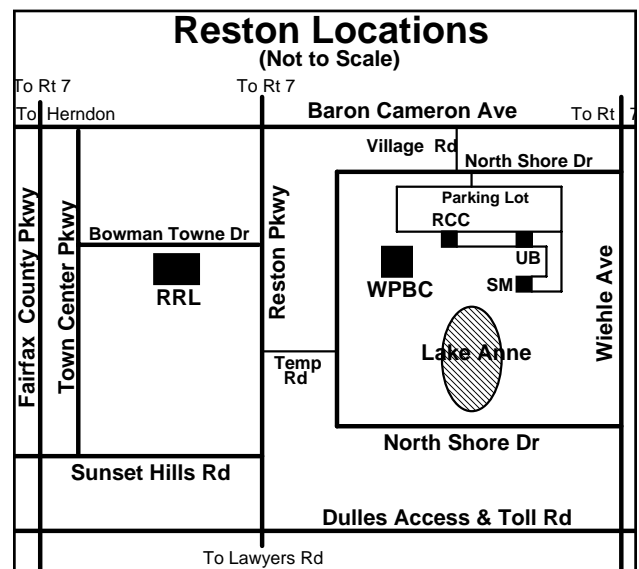 Reston Locations
(Not to Scale)
To Rt 7
To Rt 7
To Herndon
Baron Cameron Ave
To Rt 7
Village Rd
North Shore Dr
Parking Lot
RCC
Bowman Towne Dr
UB
WPBC
SM
RRL
Fairfax County Pkwy
Town Center Pkwy
Reston Pkwy
Wiehle Ave
Lake Anne
Temp
Rd
North Shore Dr
Sunset Hills Rd
Dulles Access & Toll Rd
To Lawyers Rd